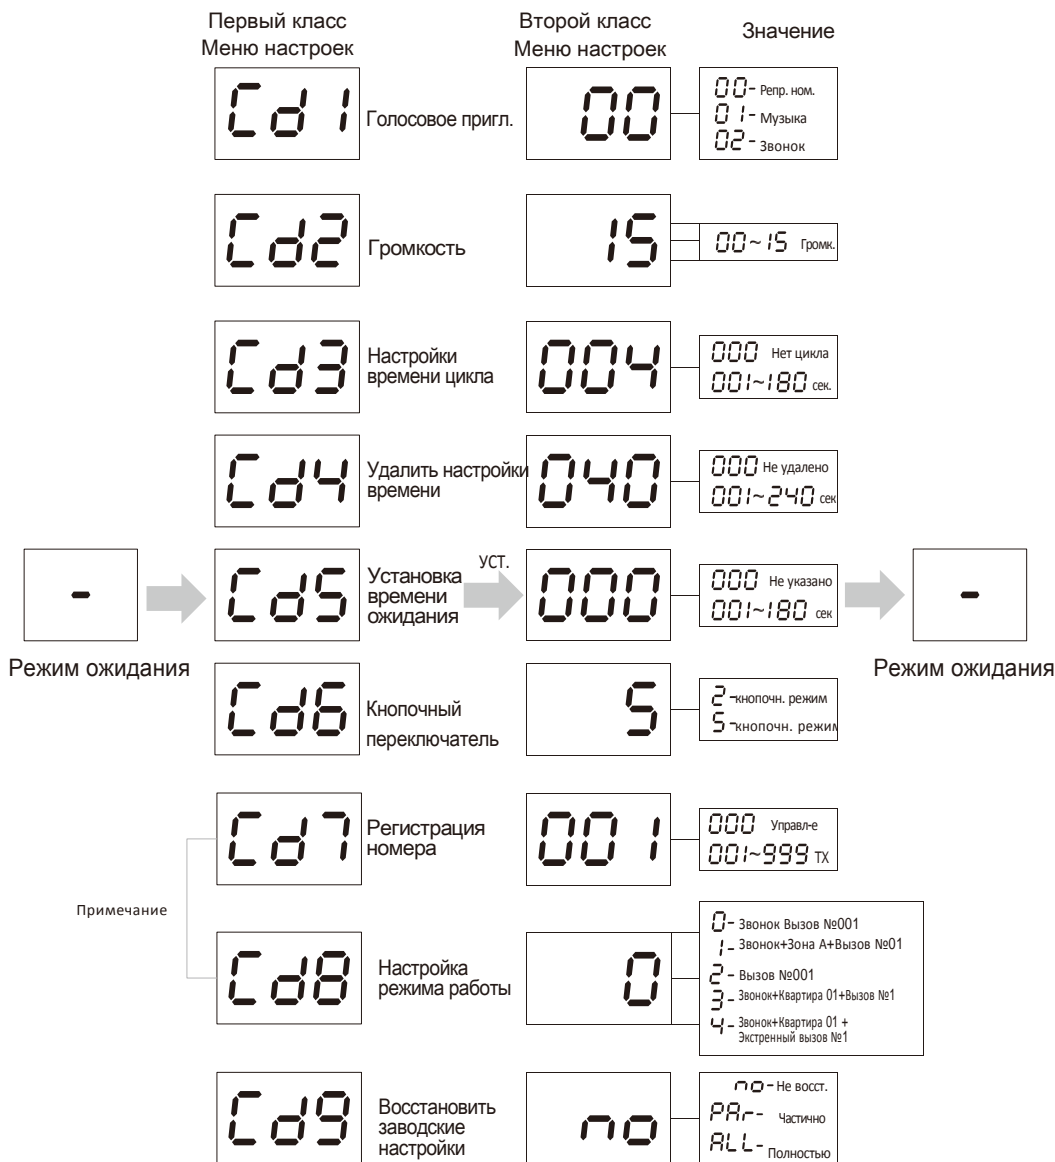 Первый класс
Меню настроек
Второй класс
Меню настроек
Значение
Cd1
Голосовое пригл.
00
00- Репр. ном.
01- Музыка
02- Звонок
Cd2
Громкость
15
00~15 Громк.
Cd3
Настройки
времени цикла
004
000 Нет цикла
001~180 сек.
Cd4
Удалить настройки
времени
040
000 Не удалено
001~240 сек
-
Режим ожидания
Cd5
Установка
времени
ожидания
УСТ.
000
000 Не указано
001~180 сек
-
Режим ожидания
Cd6
Кнопочный
переключатель
5
2-кнопочн. режим
5-кнопочн. режим
Примечание
Cd7
Регистрация
номера
001
000 Управл-е
001~999 TX
Cd8
Настройка
режима работы
0
0- Звонок Вызов №001
1- Звонок+Зона А+Вызов №01
2- Вызов №001
3- Звонок+Квартира 01+Вызов №1
4- Звонок+Квартира 01 +
Экстренный вызов №1
Cd9
Восстановить
заводские
настройки
no
no-Не восст.
PAr- Частично
ALL- Полностью